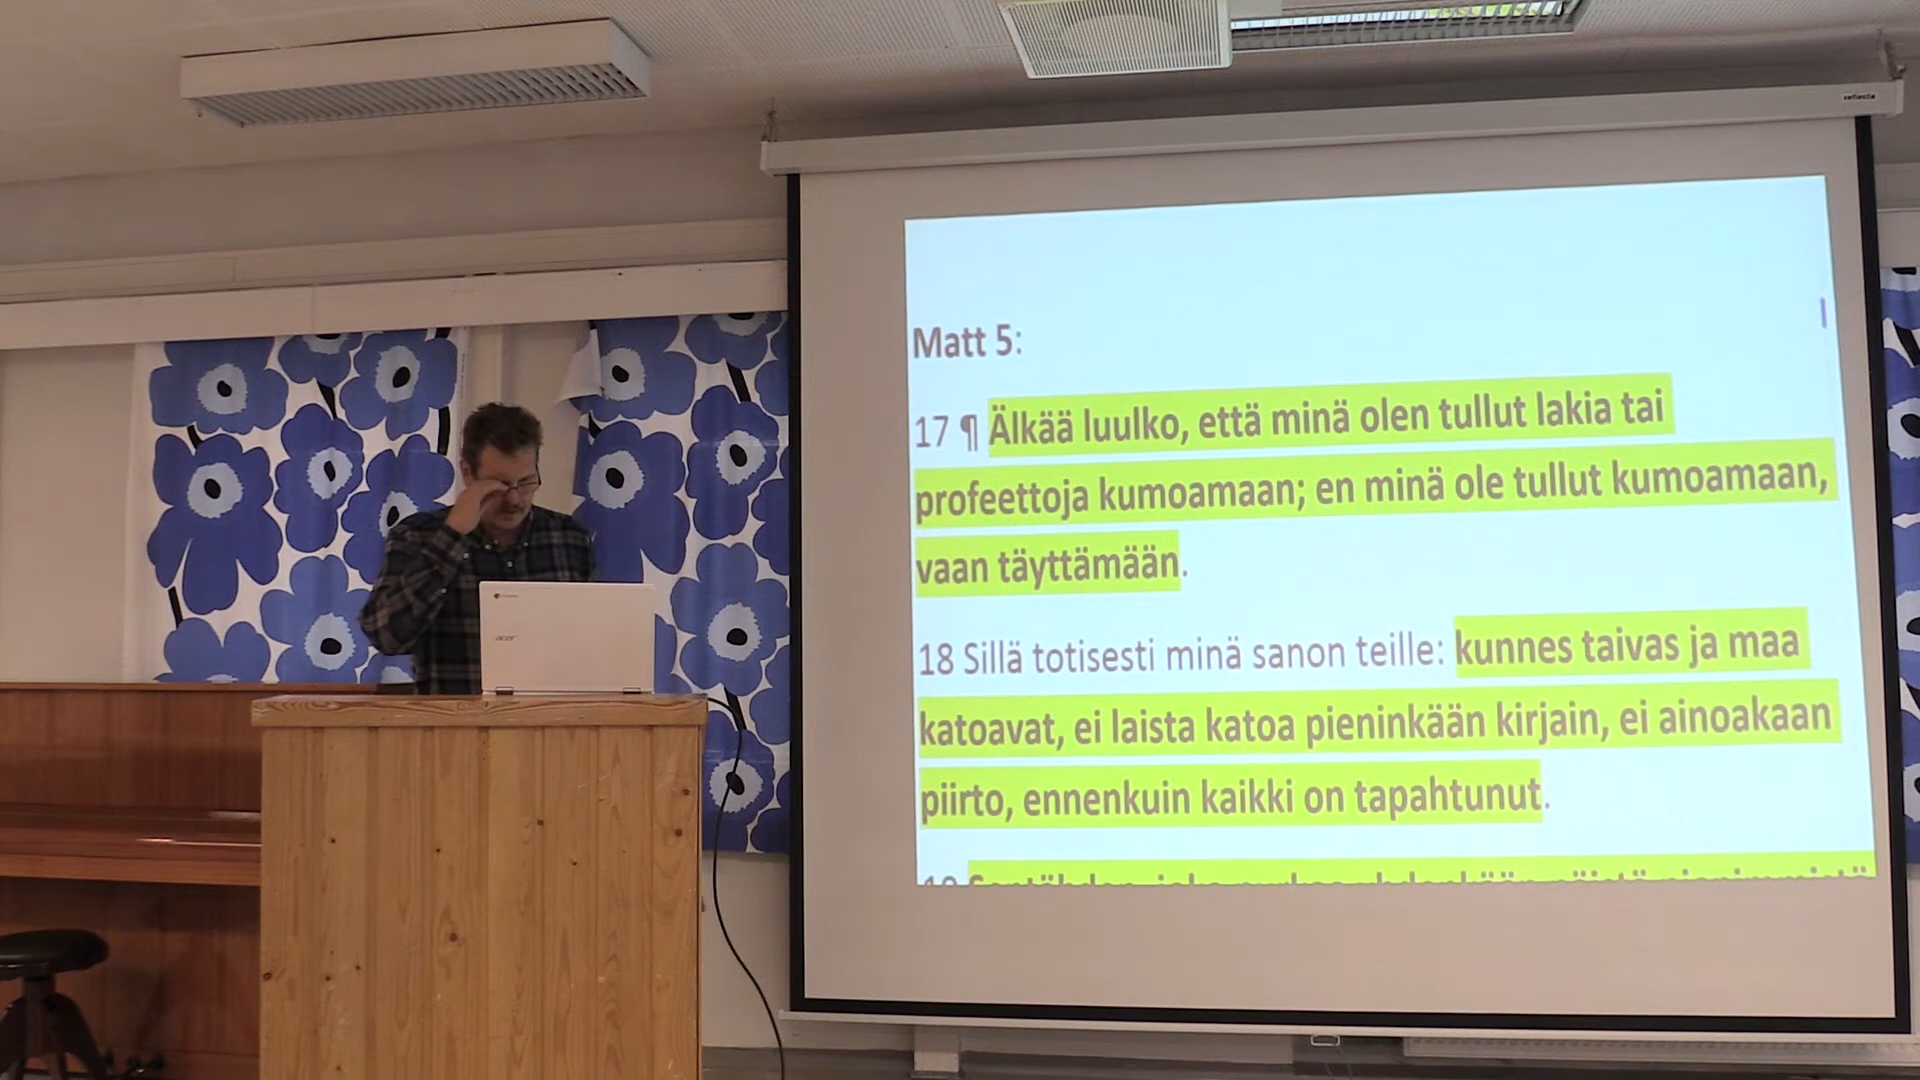 reflecta
Matt 5:
17 ¶ Älkää luulko, että minä olen tullut lakia tai
profeettoja kumoamaan; en minä ole tullut kumoamaan,
vaan täyttämään.
18 Sillä totisesti minä sanon teille: kunnes taivas ja maa
katoavat, ei laista katoa pieninkään kirjain, ei ainoakaan
piirto, ennenkuin kaikki on tapahtunut.
acer